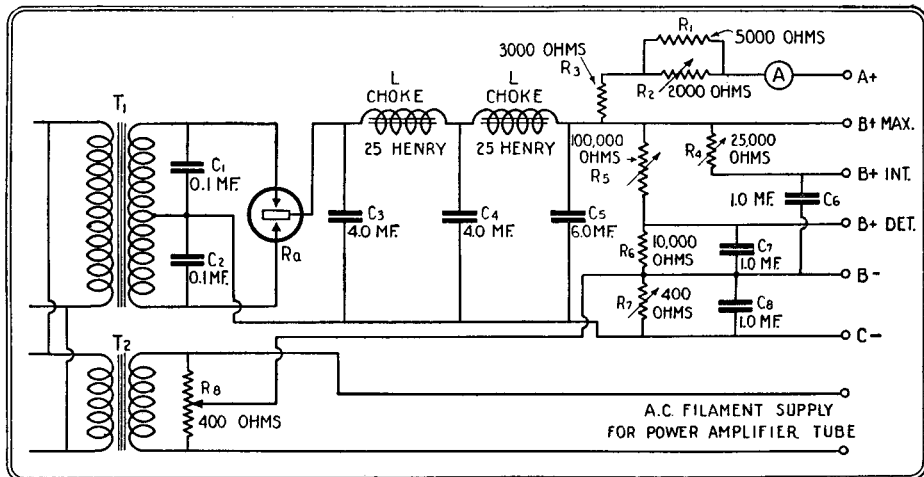 R1
5000 OHMS
3000 OHMS
R3
R2
2000 OHMS
A
A+
T1
L
CHOKE
25 HENRY
L
CHOKE
25 HENRY
B+ MAX.
C1
0.1 MF.
100,000
OHMS
R5
R4
25,000
OHMS
B+ INT.
1.0 MF.
C6
Ra
C3
4.0 MF.
C4
4.0 MF.
C5
6.0 MF.
B+ DET.
C2
0.1 MF.
R6
10,000
OHMS
C7
1.0 MF.
B-
R7
400
OHMS
C8
1.0 MF.
C-
T2
R8
400 OHMS
A.C. FILAMENT SUPPLY
FOR POWER AMPLIFIER TUBE